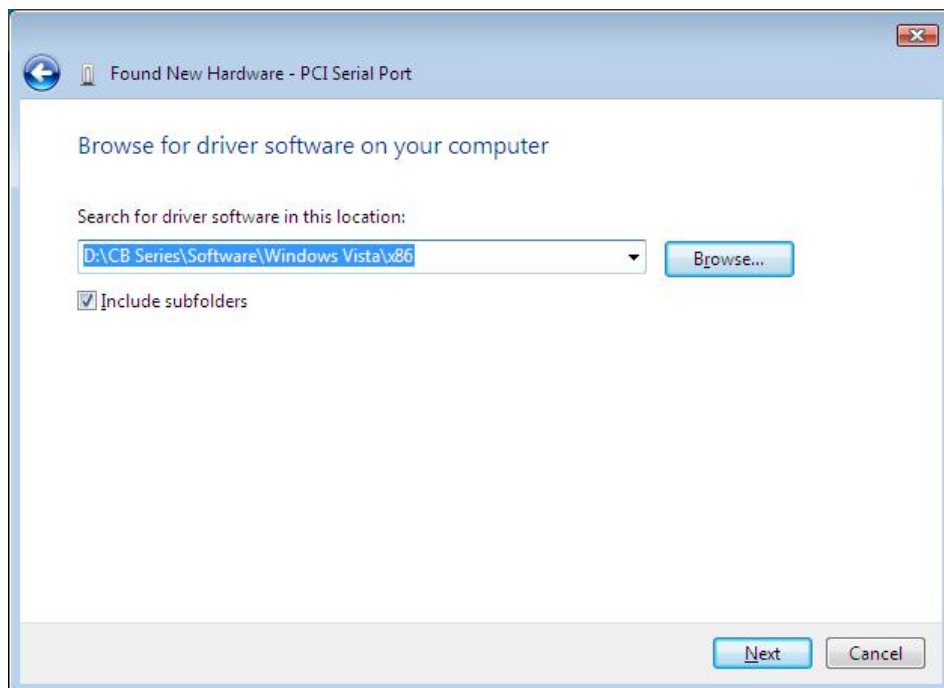 Found New Hardware - PCI Serial Port
Browse for driver software on your computer
Search for driver software in this location:
D:\CB Series\Software\Windows Vista\x86
Browse...
Include subfolders
Next
Cancel